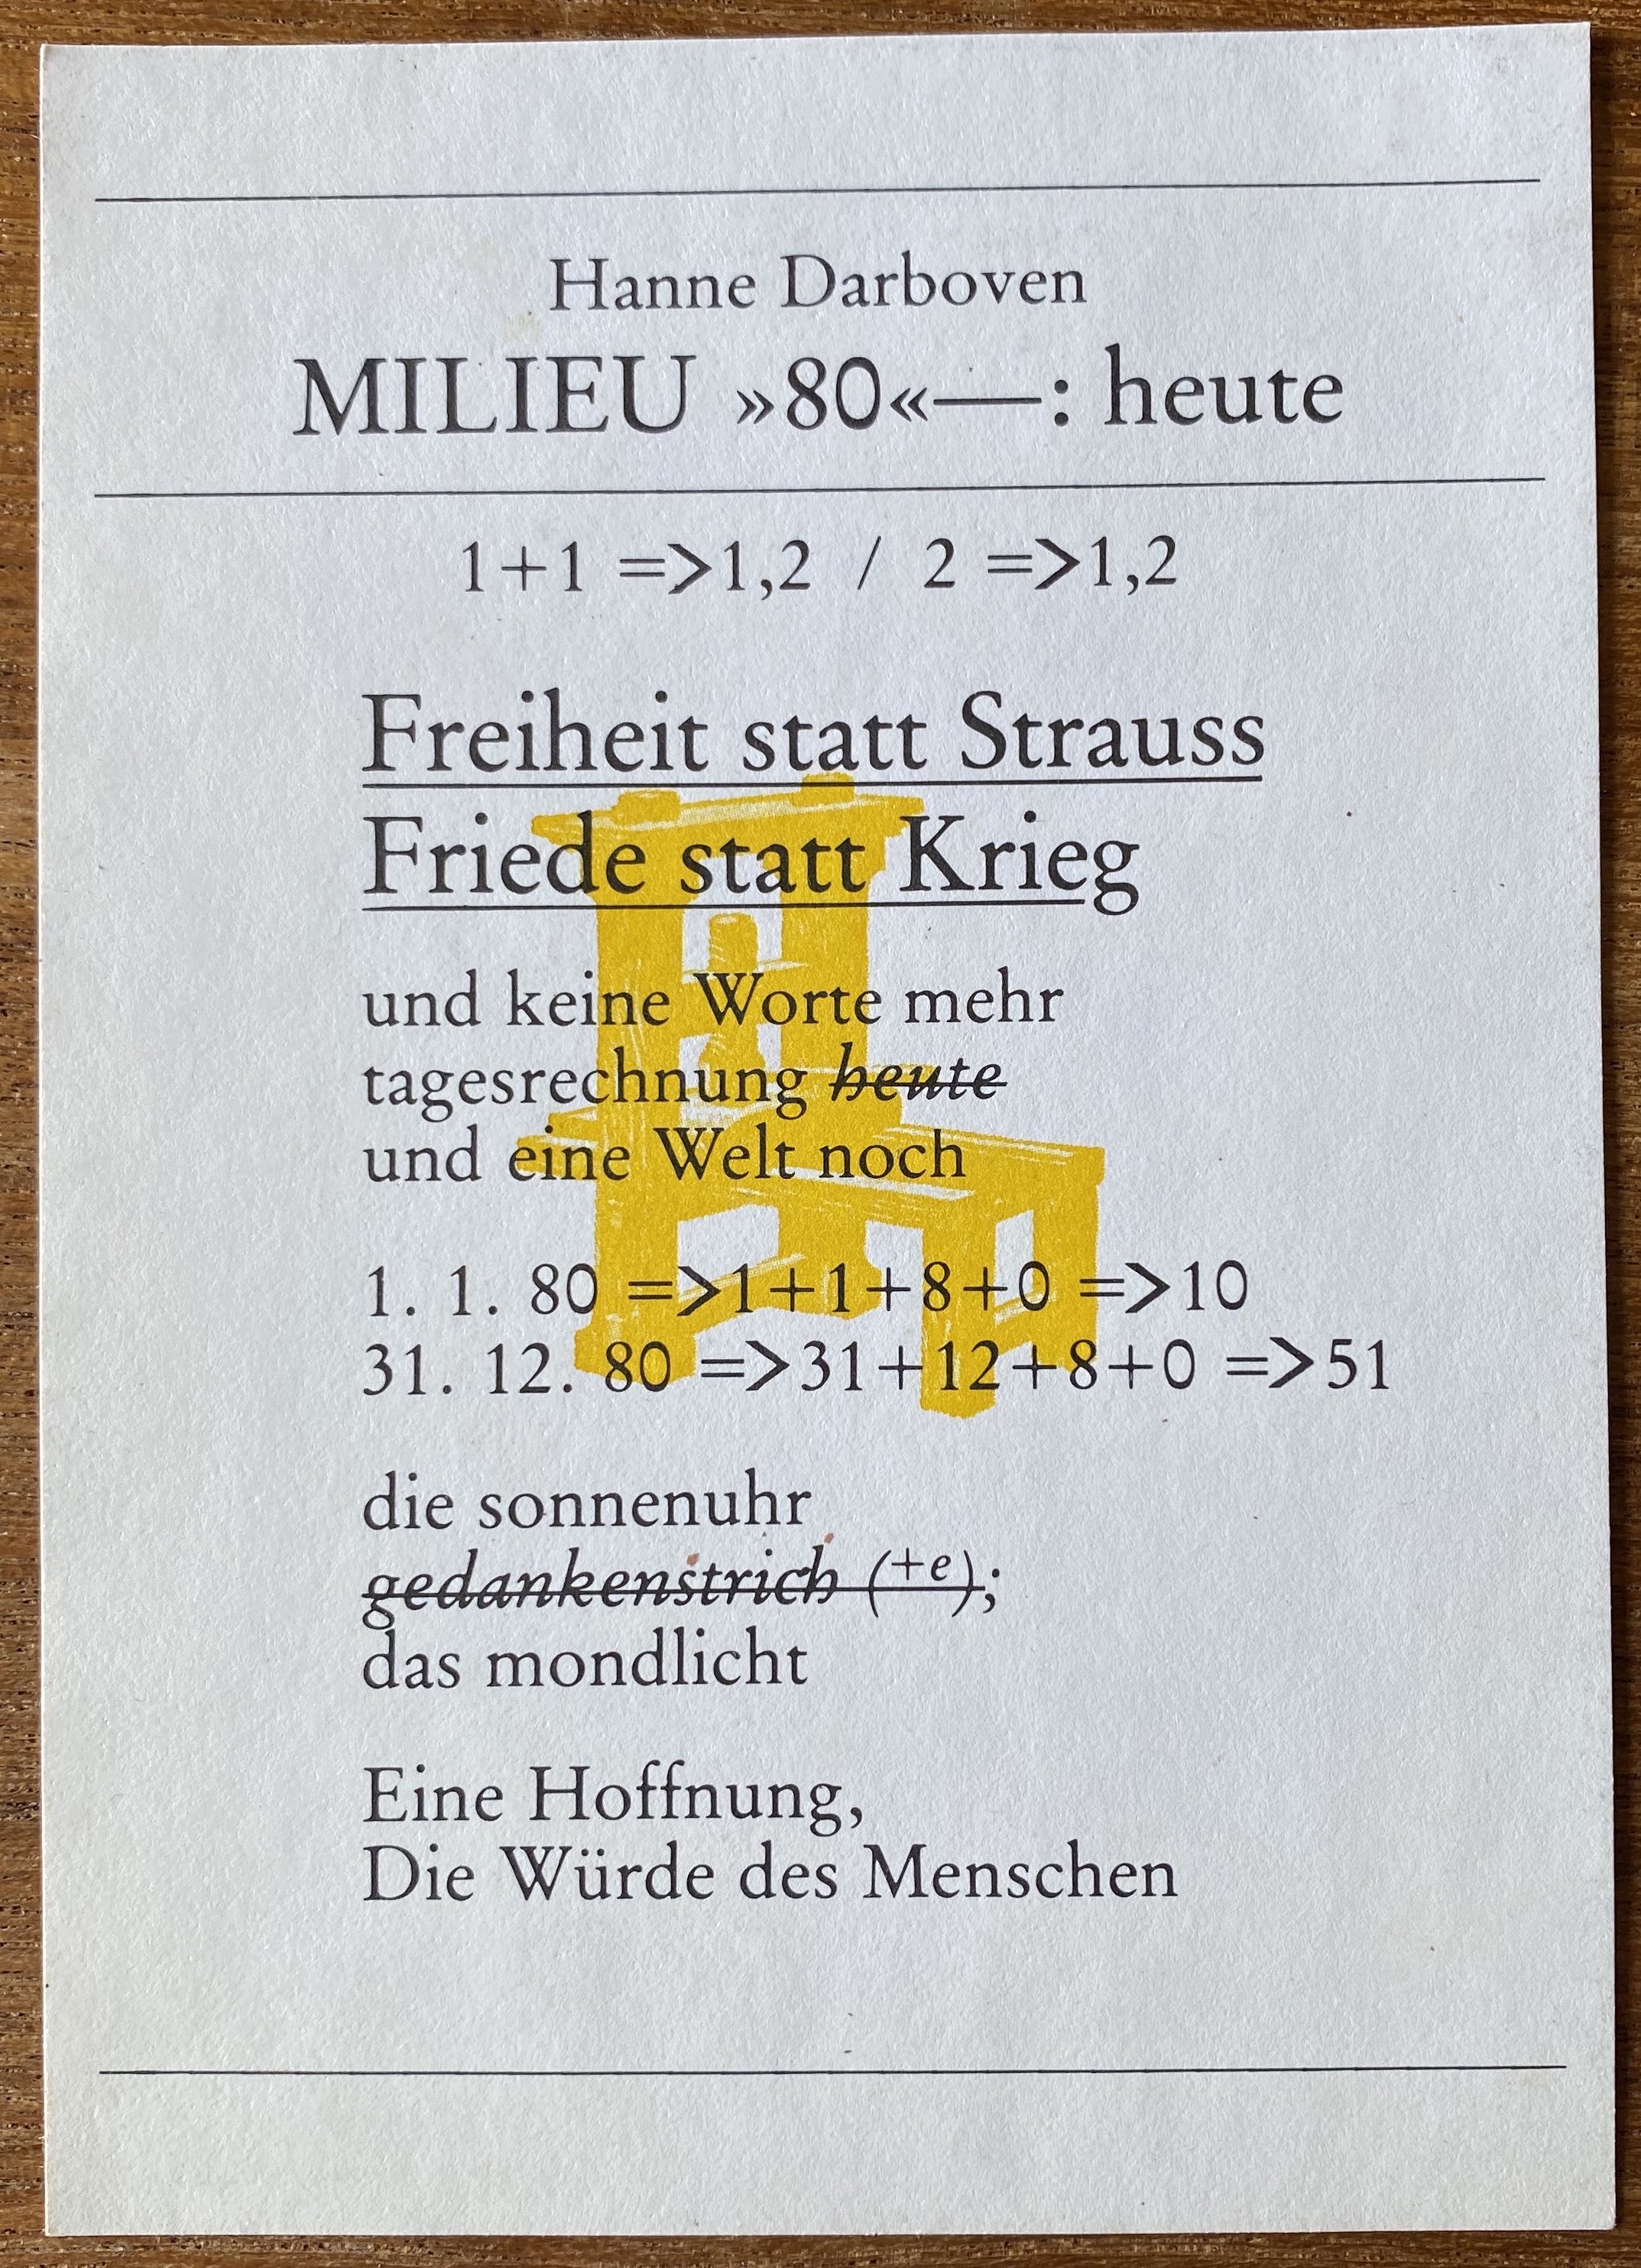 Hanne Darboven
MILIEU »80«—: heute
1+1 =>1,2 / 2 =>1,2
Freiheit statt Strauss
Friede statt Krieg
und keine Worte mehr
tagesrechnung heute
und eine Welt noch
1. 1. 80 =>1+1+8+0 =>10
31. 12. 80 =>31+12+8+0 =>51
die sonnenuhr
gedankenstrich (+e);
das mondlicht
Eine Hoffnung,
Die Würde des Menschen